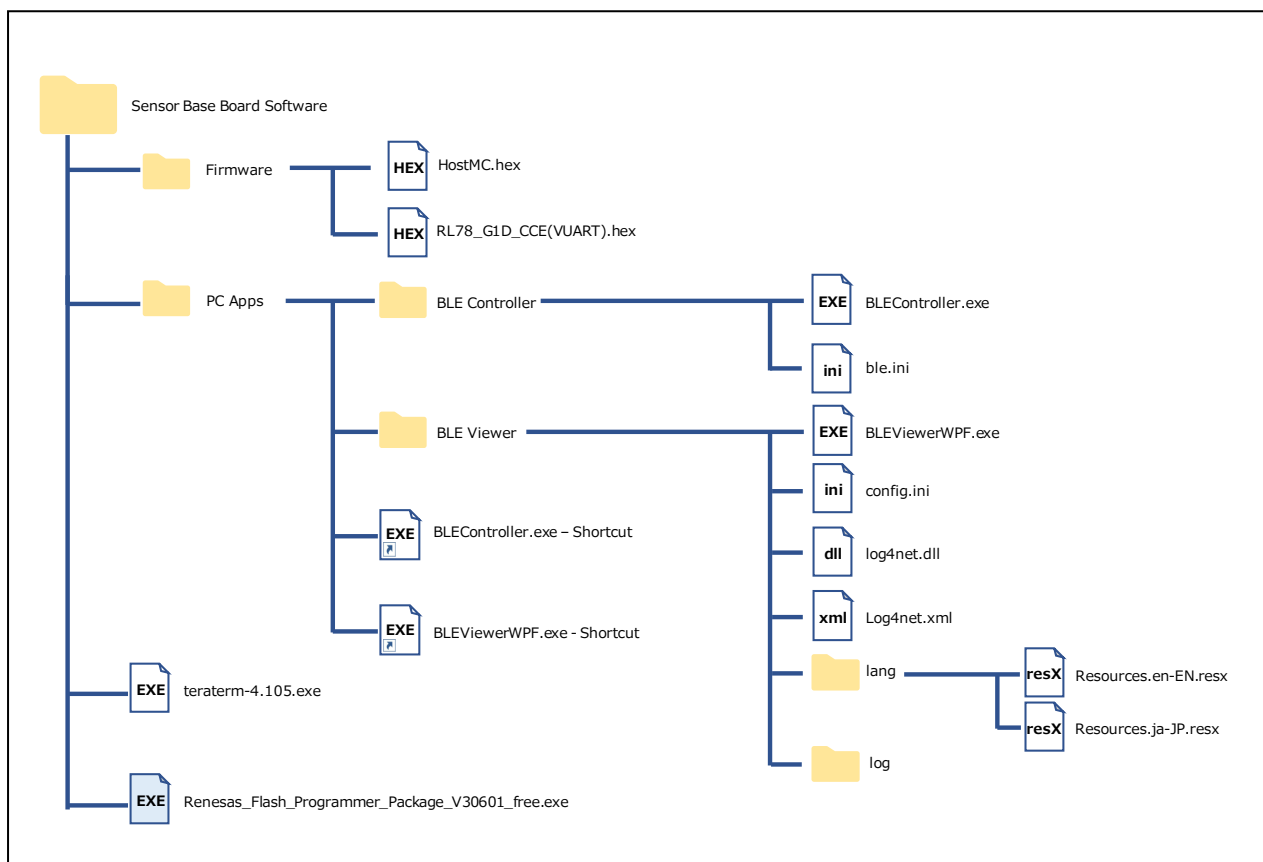 Sensor Base Board Software
Firmware
HEX
HostMC.hex
HEX
RL78_G1D_CCE(VUART).hex
PC Apps
BLE Controller
EXE
BLEController.exe
ini
ble.ini
BLE Viewer
EXE
BLEViewerWPF.exe
ini
config.ini
dll
log4net.dll
xml
Log4net.xml
lang
resX
Resources.en-EN.resx
resX
Resources.ja-JP.resx
log
EXE
BLEController.exe – Shortcut
EXE
BLEViewerWPF.exe - Shortcut
EXE
teraterm-4.105.exe
EXE
Renesas_Flash_Programmer_Package_V30601_free.exe